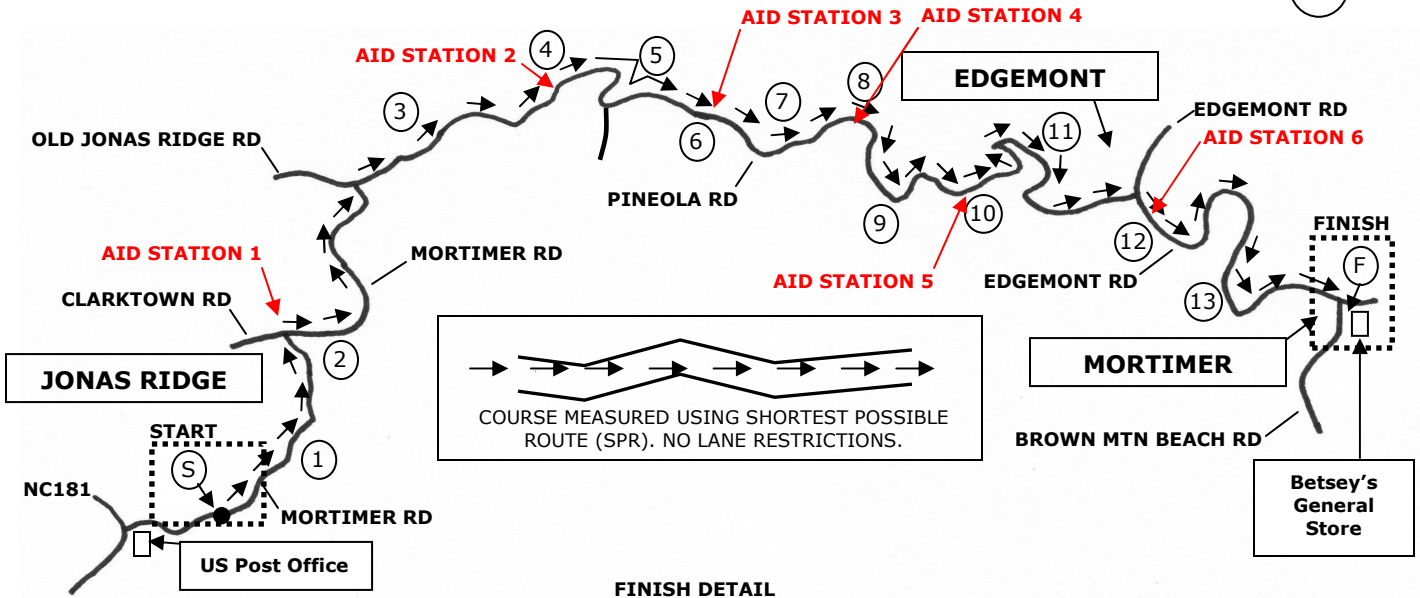 AID STATION 3
AID STATION 4
4
5
AID STATION 2
8
EDGEMONT
3
7
EDGEMONT RD
11
AID STATION 6
OLD JONAS RIDGE RD
6
PINEOLA RD
9
10
12
FINISH
F
AID STATION 1
MORTIMER RD
AID STATION 5
EDGEMONT RD
13
CLARKTOWN RD
2
JONAS RIDGE
MORTIMER
COURSE MEASURED USING SHORTEST POSSIBLE
ROUTE (SPR). NO LANE RESTRICTIONS.
START
S
1
BROWN MTN BEACH RD
NC181
MORTIMER RD
Betsey's
General
Store
US Post Office
FINISH DETAIL